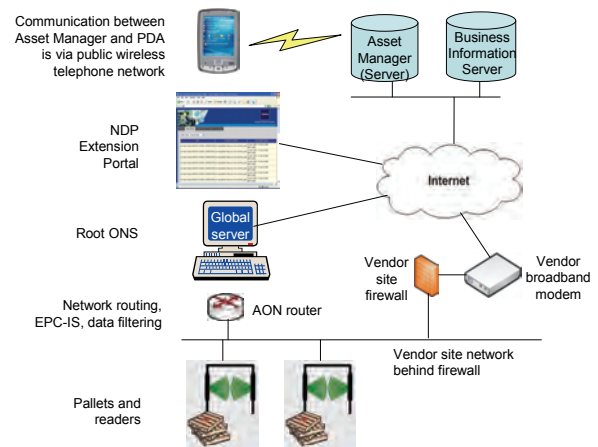 Communication between
Asset Manager and PDA
is via public wireless
telephone network
Asset
Manager
(Server)
Business
Information
Server
NDP
Extension
Portal
Internet
Root ONS
Global
server
Vendor
site
firewall
Vendor
broadband
modem
Network routing,
EPC-IS, data filtering
AON router
Vendor site network
behind firewall
Pallets and
readers